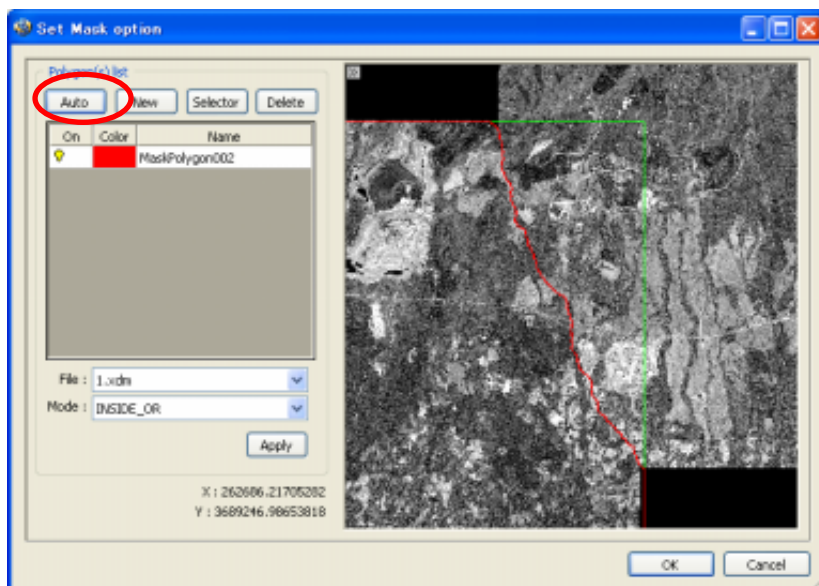 Set Mask option
Polygon(s) list
Auto New Selector Delete
On Color Name
MaskPolygon002
File : 1.xdm
Mode : INSIDE_OR
Apply
X : 262686.21705282
Y : 3689246.98653818
OK Cancel